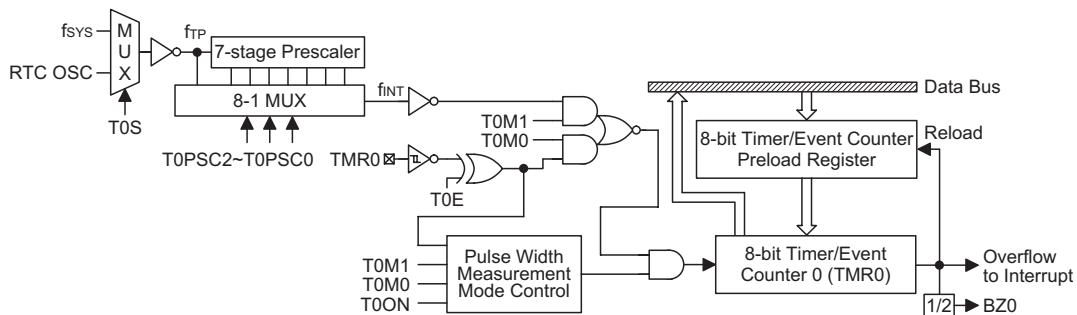 fSYS
RTC OSC
M
U
X
T0S
fTP
7-stage Prescaler
8-1 MUX
T0PSC2~T0PSC0
fINT
TMR0
T0E
T0M1
T0M0
T0M1
T0M0
T0ON
Pulse Width
Measurement
Mode Control
Data Bus
8-bit Timer/Event Counter
Preload Register
Reload
8-bit Timer/Event
Counter 0 (TMR0)
Overflow
to Interrupt
1/2
BZ0